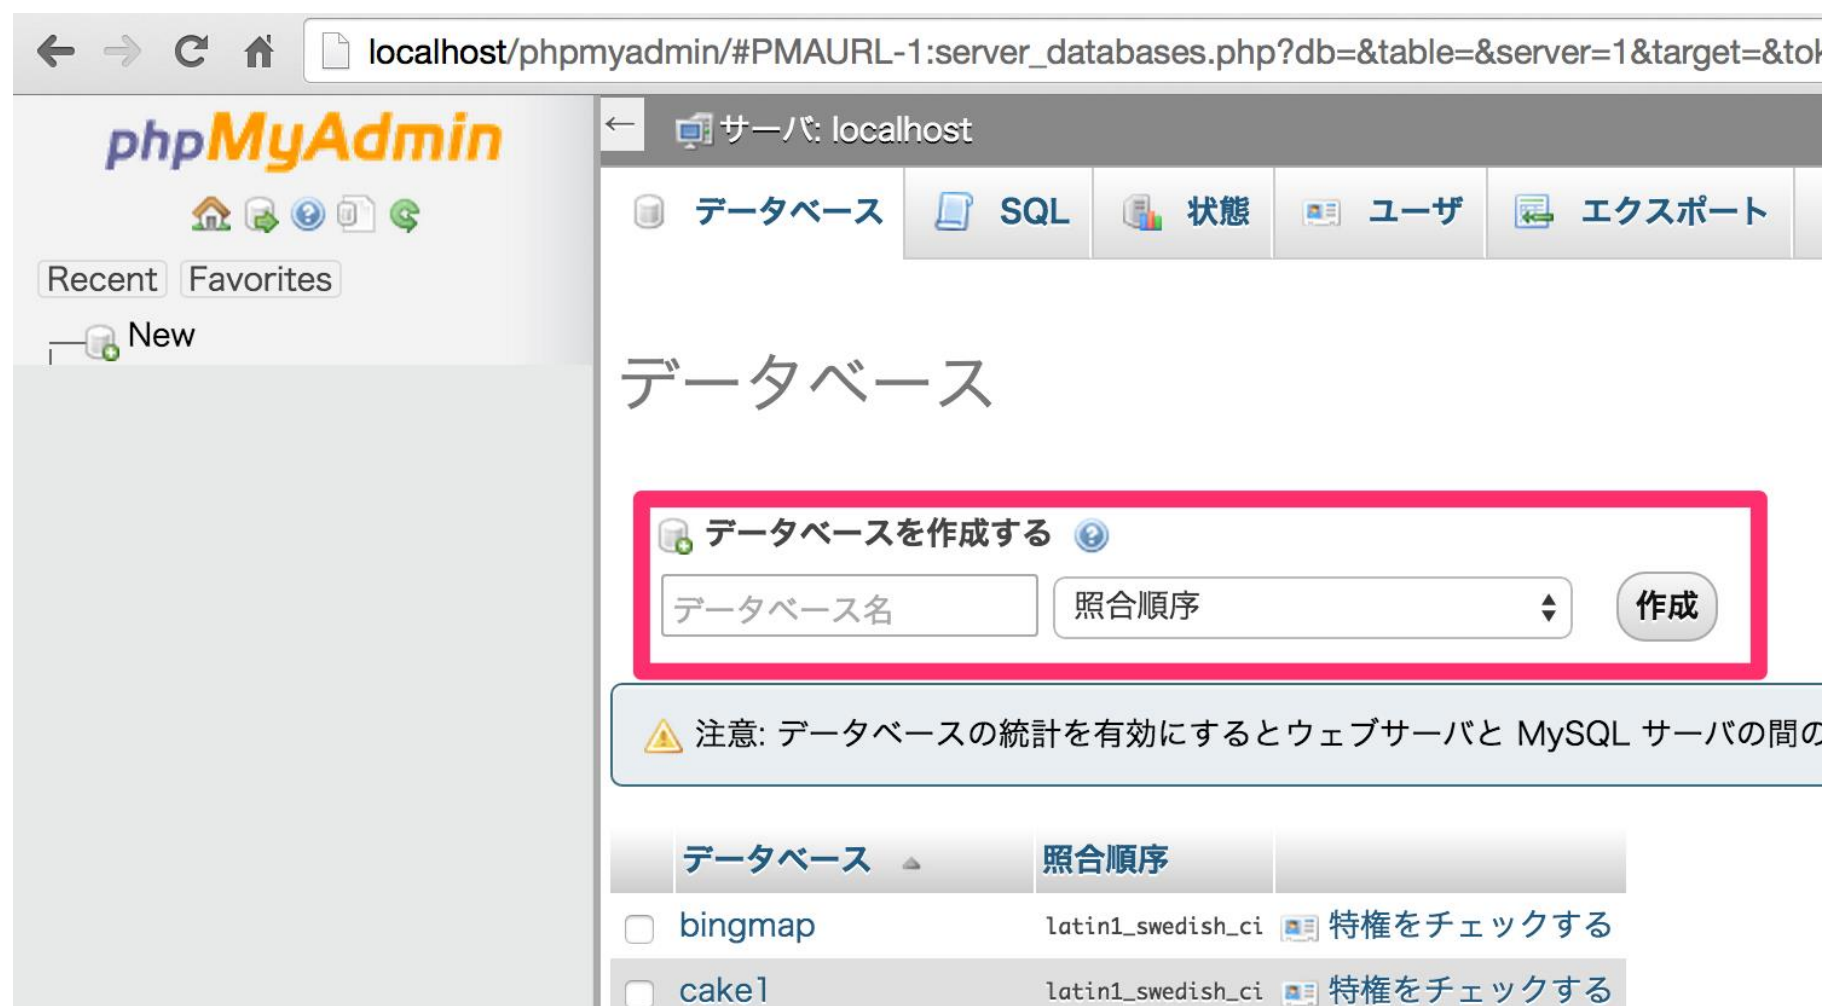 localhost/phpmyadmin/#PMAURL-1:server_databases.php?db=&table=&server=1&target=&tok
phpMyAdmin
サーバ: localhost
データベース SQL 状態 ユーザ エクスポート
Recent Favorites
New
データベース
データベースを作成する
データベース名 照合順序 作成
注意: データベースの統計を有効にするとウェブサーバと MySQL サーバの間の
データベース 照合順序
bingmap latin1_swedish_ci 特権をチェックする
cake1 latin1_swedish_ci 特権をチェックする